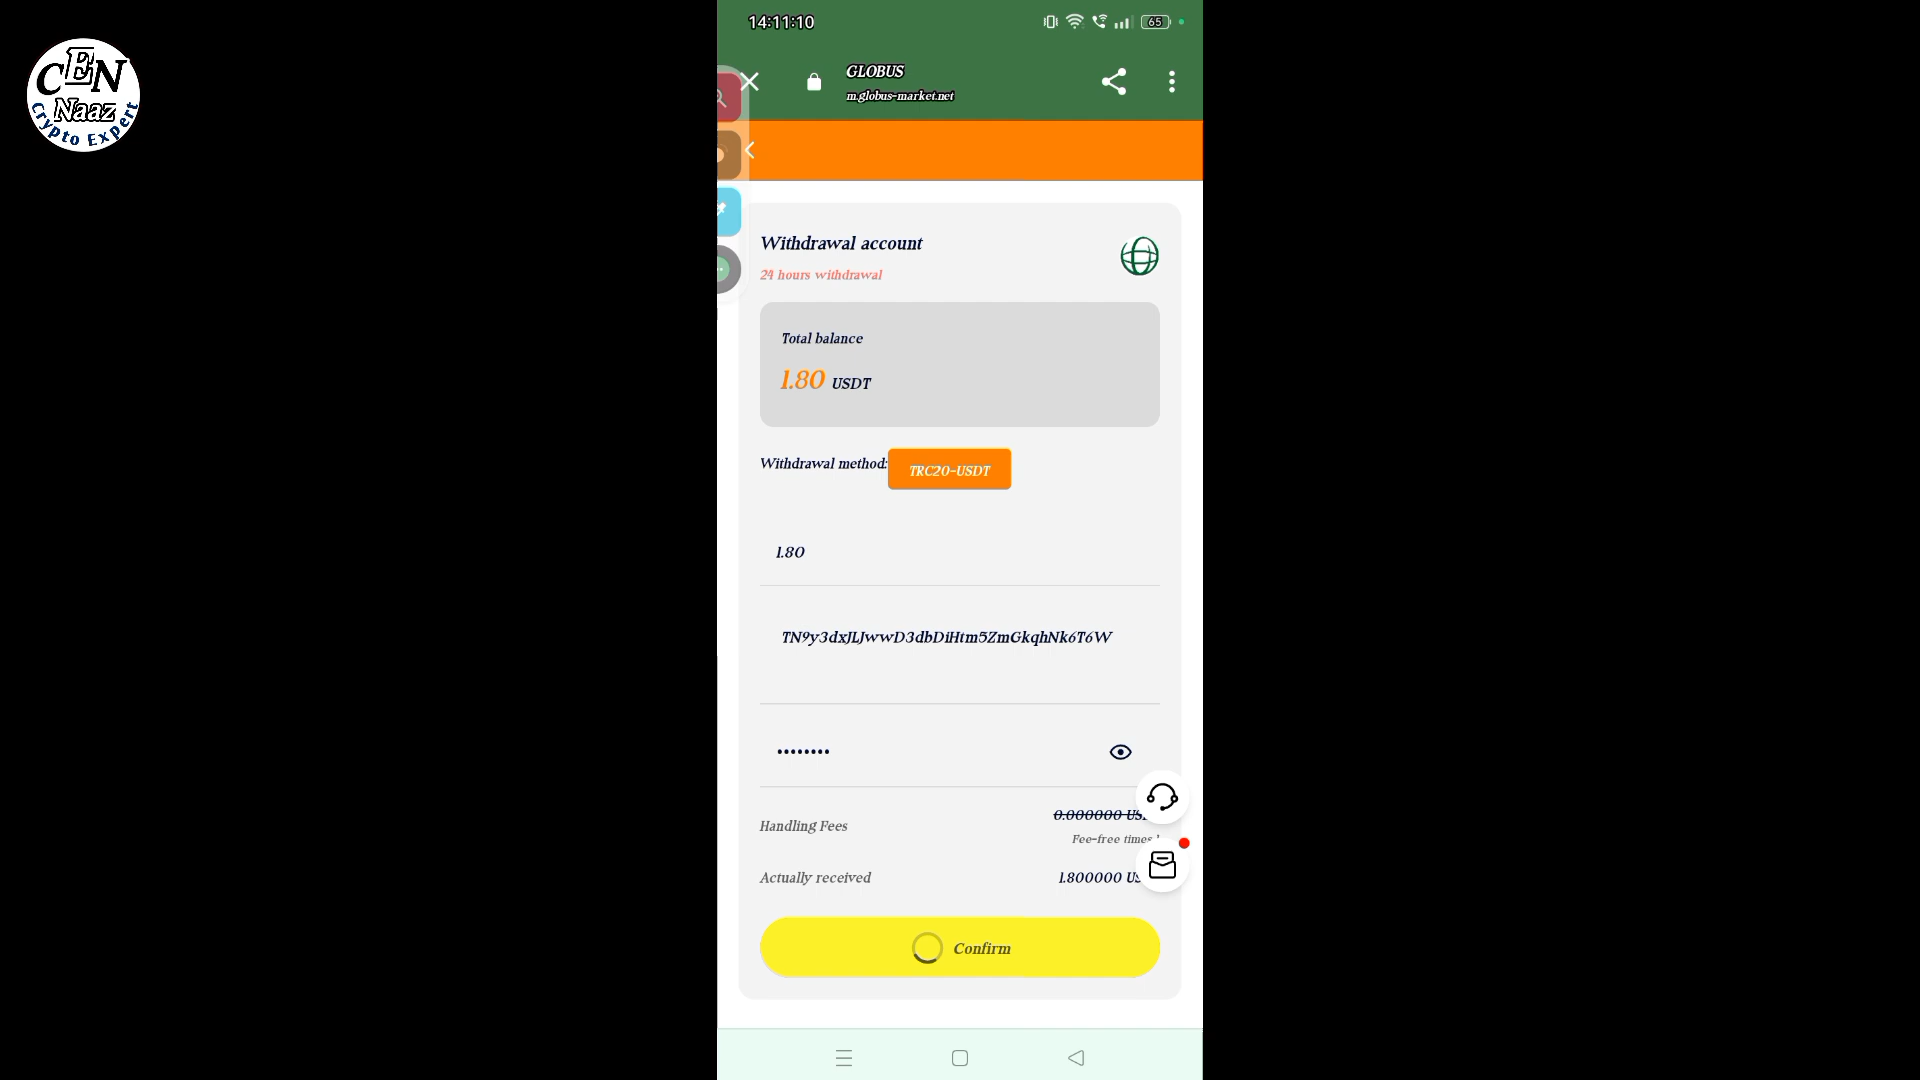 CEN
Naaz
Crypto Expert
14:11:10
65
GLOBUS
m.globus-market.net
Withdrawal account
24 hours withdrawal
Total balance
1.80 USDT
Withdrawal method:
TRC20-USDT
1.80
TN9y3dxJLJwwD3dbDiHtm5ZmGkqhNk6T6W
••••••••
Handling Fees
0.000000
Fee-free times
Actually received
1.800000
Confirm